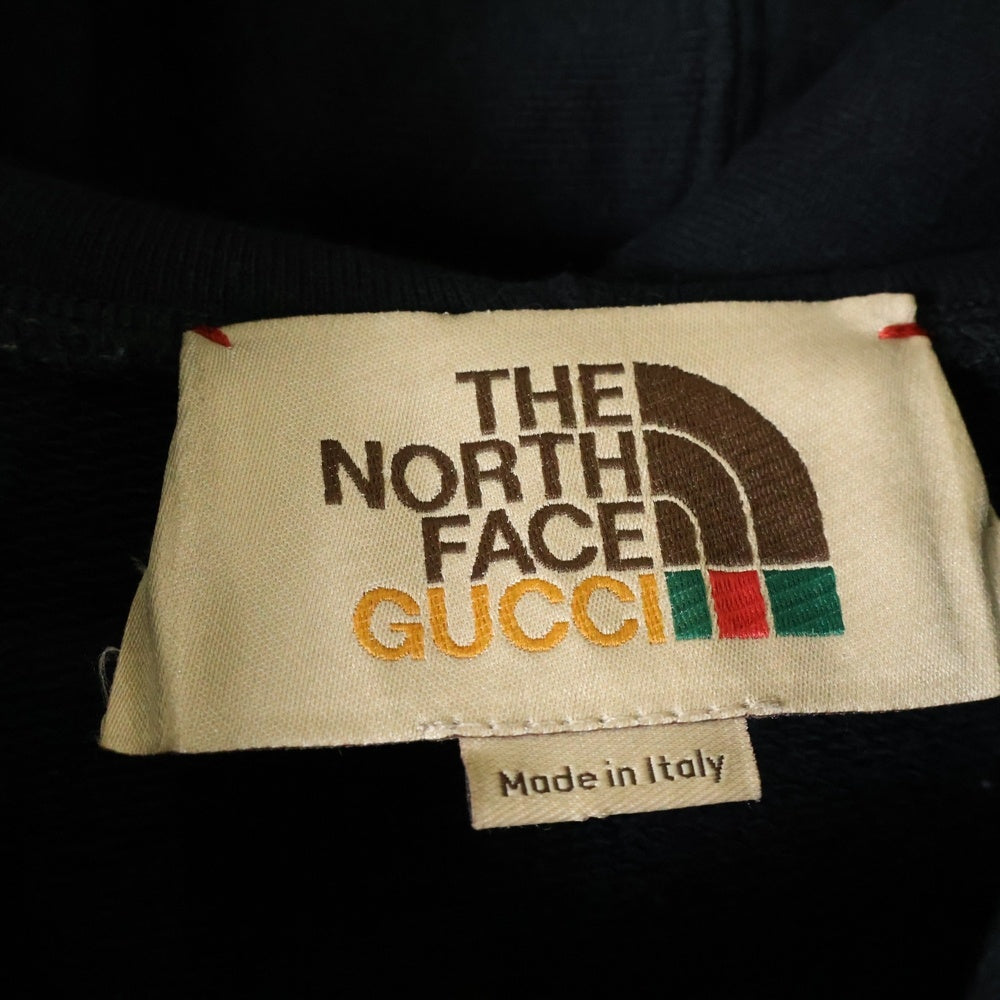 THE
NORTH
FACE
GUCCI
Made in Italy